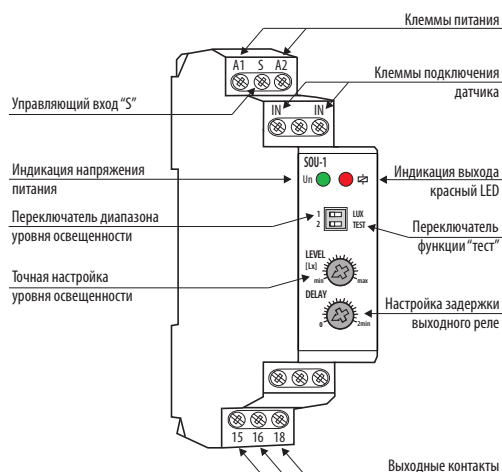 Клеммы питания
A1 S A2
Клеммы подключения
датчика
IN IN
Управляющий вход “S”
SOU-1
Un
Индикация напряжения
питания
Индикация выхода
красный LED
1 LUX
2 TEST
Переключатель диапазона
уровня освещенности
Переключатель
функции “тест”
LEVEL
[Lx]
min max
Точная настройка
уровня освещенности
DELAY
0 2min
Настройка задержки
выходного реле
15 16 18
Выходные контакты